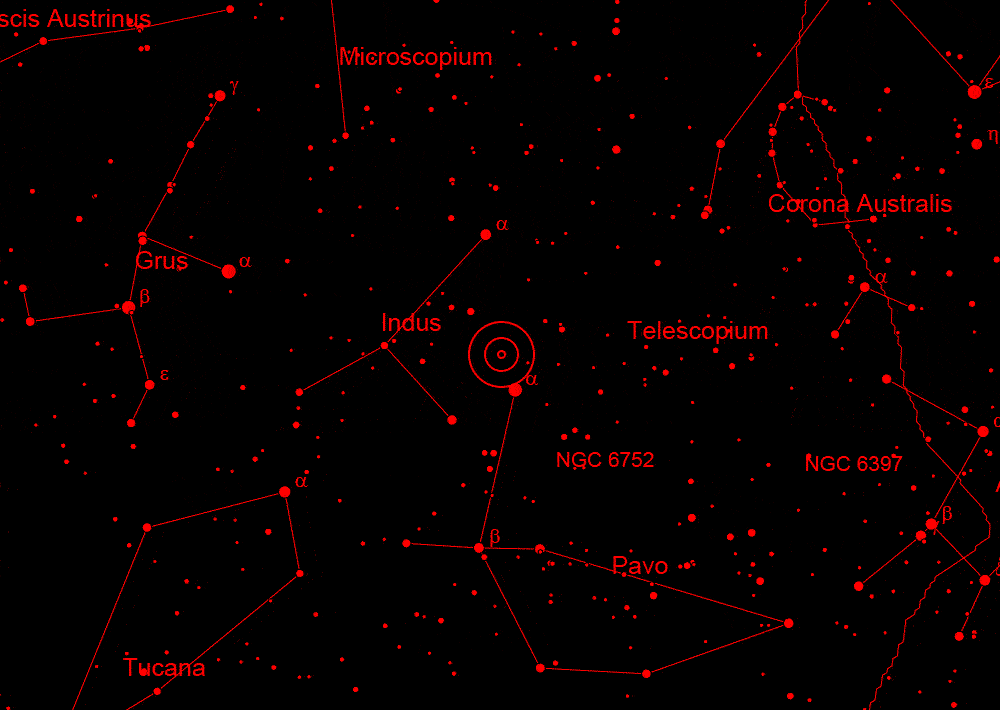 scis Austrinus
Microscopium
γ
ε
η
Corona Australis
α
Grus
α
α
β
Indus
Telescopium
ε
α
NGC 6752
NGC 6397
α
β
β
Pavo
Tucana